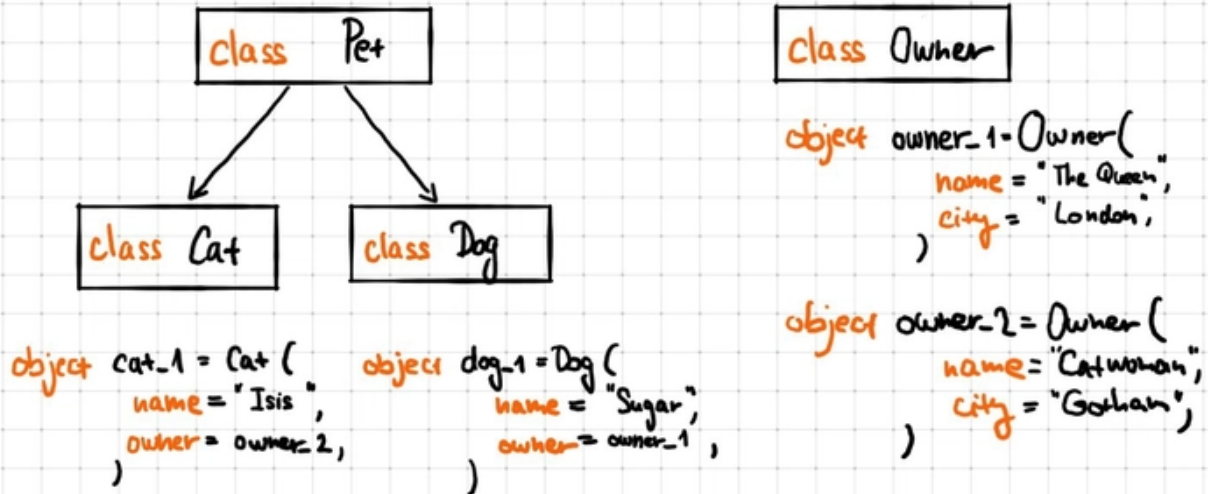 class Pet
class Owner
class Cat
class Dog
object cat_1 = Cat (
name = "Isis",
owner = owner_2,
)
object dog_1 = Dog (
name = "Sugar",
owner = owner_1,
)
object owner_1 = Owner(
name = "The Queen",
city = "London",
)
object owner_2 = Owner (
name = "Catwoman",
city = "Gotham",
)